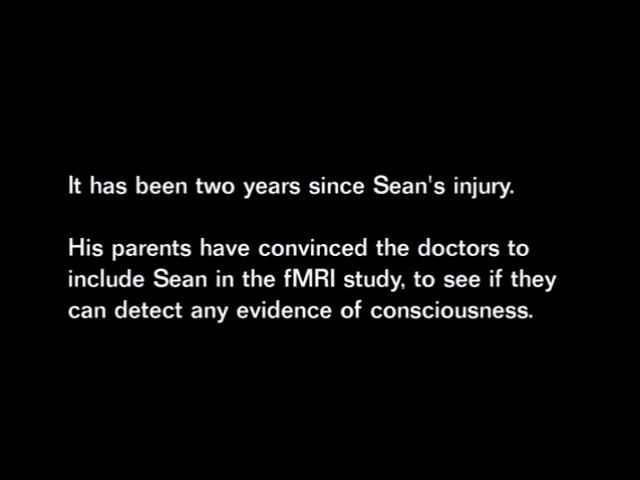 It has been two years since Sean's injury.
His parents have convinced the doctors to
include Sean in the fMRI study, to see if they
can detect any evidence of consciousness.